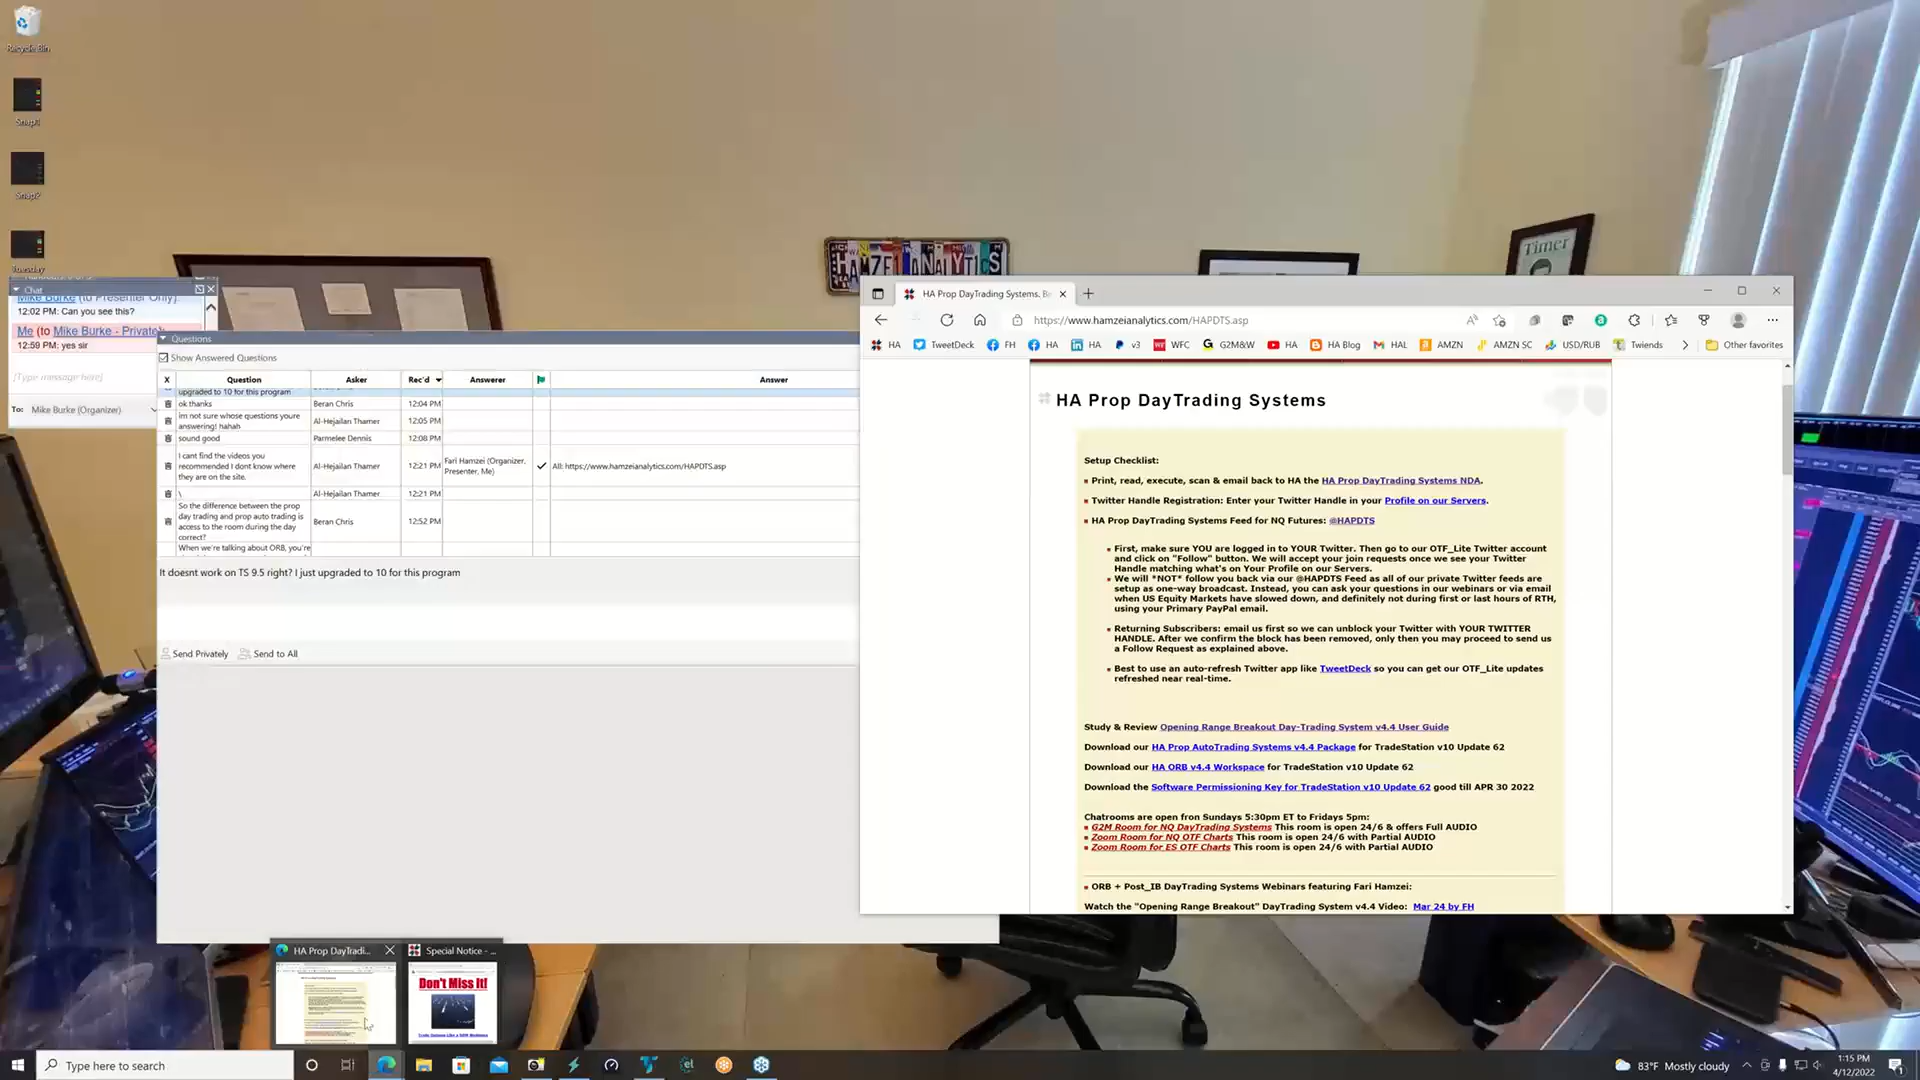 Recycle Bin
Snap1
Snap2
Tuesday
HAMZEI ANALYTICS
Timer
Chat
Mike Burke (to Presenter Only):
12:02 PM: Can you see this?
Me (to Mike Burke - Private):
12:59 PM: yes sir
[Type message here]
To: Mike Burke (Organizer)
Questions
Show Answered Questions
X Question Asker Rec'd Answerer Answer
upgraded to 10 for this program
ok thanks Beran Chris 12:04 PM
im not sure whose questions youre
answering! hahah
Al-Hejailan Thamer 12:05 PM
sound good Parmelee Dennis 12:08 PM
I cant find the videos you
recommended I dont know where
they are on the site.
Al-Hejailan Thamer 12:21 PM
Fari Hamzei (Organizer,
Presenter, Me)
All: https://www.hamzeianalytics.com/HAPDTS.asp
\ Al-Hejailan Thamer 12:21 PM
So the difference between the prop
day trading and prop auto trading is
access to the room during the day
correct?
Beran Chris 12:52 PM
When we're talking about ORB, you're
It doesnt work on TS 9.5 right? I just upgraded to 10 for this program
Send Privately Send to All
HA Prop DayTrading Systems. Be
https://www.hamzeianalytics.com/HAPDTS.asp
HA TweetDeck FH HA HA v3 WFC G2M&W HA HA Blog HAL AMZN AMZN SC USD/RUB Twiends Other favorites
HA Prop DayTrading Systems
Setup Checklist:
Print, read, execute, scan & email back to HA the HA Prop DayTrading Systems NDA.
Twitter Handle Registration: Enter your Twitter Handle in your Profile on our Servers.
HA Prop DayTrading Systems Feed for NQ Futures: @HAPDTS
First, make sure YOU are logged in to YOUR Twitter. Then go to our OTF_Lite Twitter account
and click on "Follow" button. We will accept your join requests once we see your Twitter
Handle matching what's on Your Profile on our Servers.
We will *NOT* follow you back via our @HAPDTS Feed as all of our private Twitter feeds are
setup as one-way broadcast. Instead, you can ask your questions in our webinars or via email
when US Equity Markets have slowed down, and definitely not during first or last hours of RTH,
using your Primary PayPal email.
Returning Subscribers: email us first so we can unblock your Twitter with YOUR TWITTER
HANDLE. After we confirm the block has been removed, only then you may proceed to send us
a Follow Request as explained above.
Best to use an auto-refresh Twitter app like TweetDeck so you can get our OTF_Lite updates
refreshed near real-time.
Study & Review Opening Range Breakout Day-Trading System v4.4 User Guide
Download our HA Prop AutoTrading Systems v4.4 Package for TradeStation v10 Update 62
Download our HA ORB v4.4 Workspace for TradeStation v10 Update 62
Download the Software Permissioning Key for TradeStation v10 Update 62 good till APR 30 2022
Chatrooms are open fron Sundays 5:30pm ET to Fridays 5pm:
G2M Room for NQ DayTrading Systems This room is open 24/6 & offers Full AUDIO
Zoom Room for NQ OTF Charts This room is open 24/6 with Partial AUDIO
Zoom Room for ES OTF Charts This room is open 24/6 with Partial AUDIO
ORB + Post_IB DayTrading Systems Webinars featuring Fari Hamzei:
Watch the "Opening Range Breakout" DayTrading System v4.4 Video: Mar 24 by FH
HA Prop DayTradi...
Special Notice - ...
Don't Miss It!
Type here to search
83°F Mostly cloudy
1:15 PM
4/12/2022